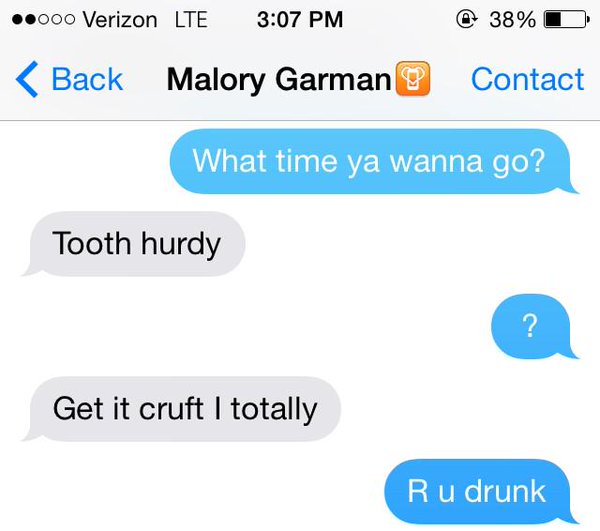 Verizon LTE 3:07 PM 38%
Back Malory Garman Contact
What time ya wanna go?
Tooth hurdy
?
Get it cruft I totally
R u drunk